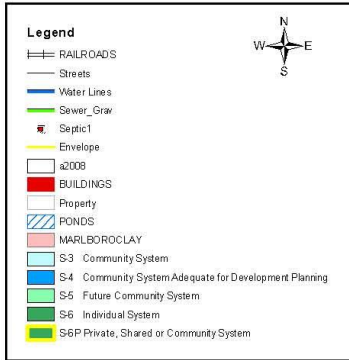 Legend
N
W E
S
RAILROADS
Streets
Water Lines
Sewer_Grav
Septic1
Envelope
a2008
BUILDINGS
Property
PONDS
MARLBOROCLAY
S-3 Community System
S-4 Community System Adequate for Development Planning
S-5 Future Community System
S-6 Individual System
S-6P Private, Shared or Community System